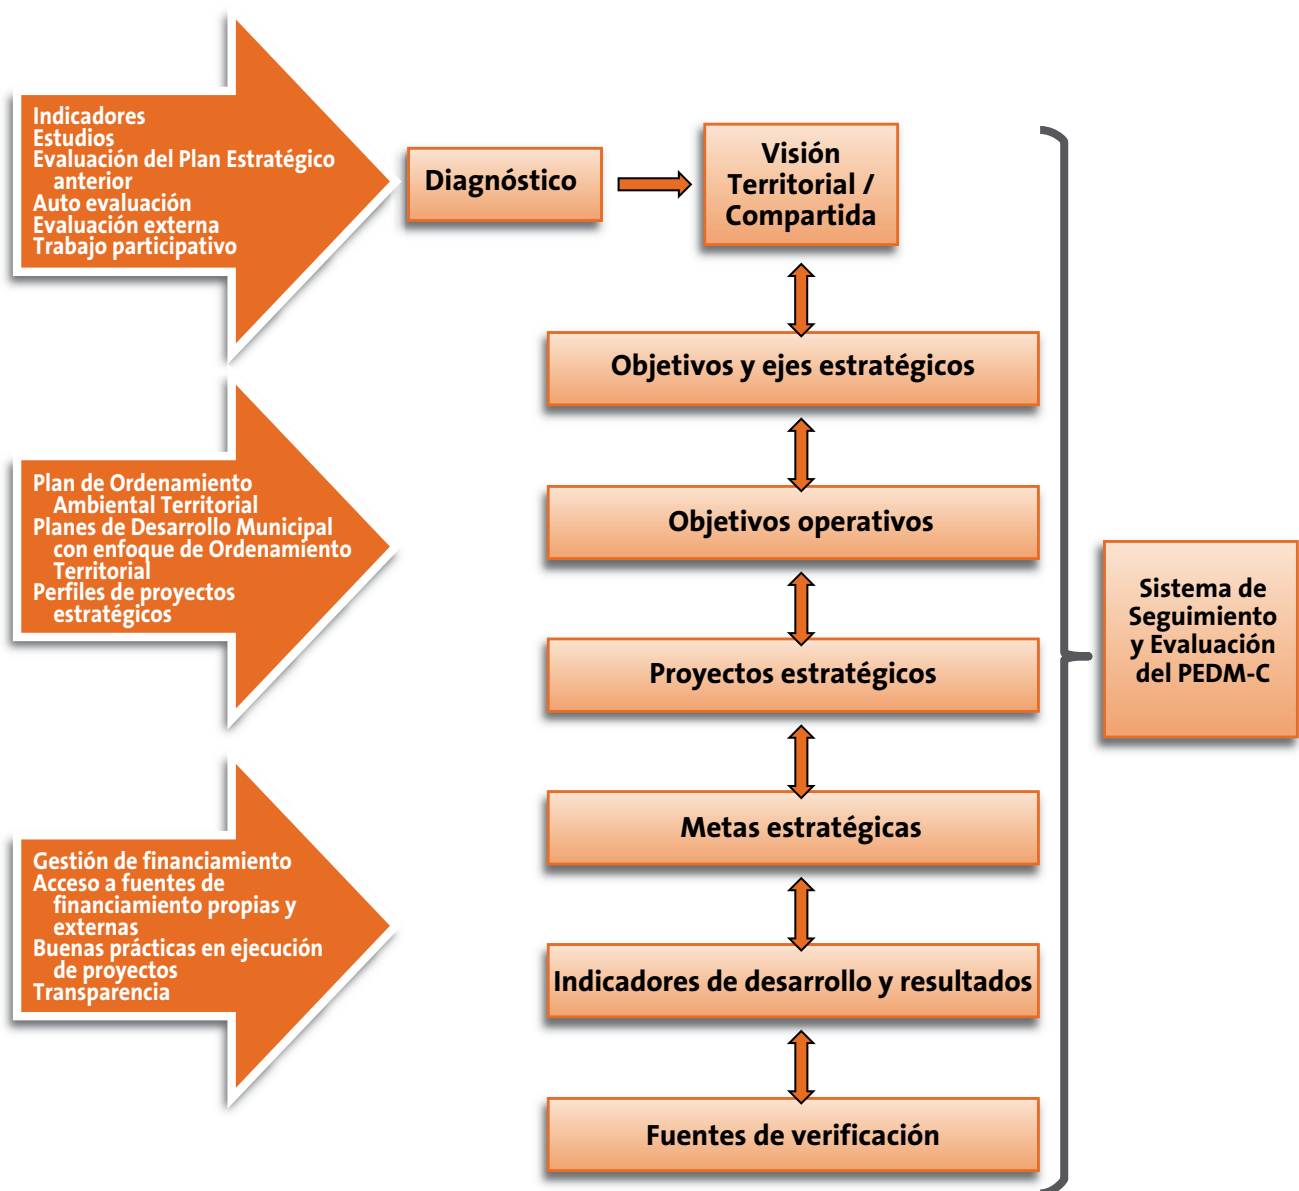 Indicadores
Estudios
Evaluación del Plan Estratégico
anterior
Auto evaluación
Evaluación externa
Trabajo participativo
Diagnóstico
Visión
Territorial /
Compartida
Objetivos y ejes estratégicos
Plan de Ordenamiento
Ambiental Territorial
Planes de Desarrollo Municipal
con enfoque de Ordenamiento
Territorial
Perfiles de proyectos
estratégicos
Objetivos operativos
Proyectos estratégicos
Sistema de
Seguimiento
y Evaluación
del PEDM-C
Metas estratégicas
Gestión de financiamiento
Acceso a fuentes de
financiamiento propias y
externas
Buenas prácticas en ejecución
de proyectos
Transparencia
Indicadores de desarrollo y resultados
Fuentes de verificación